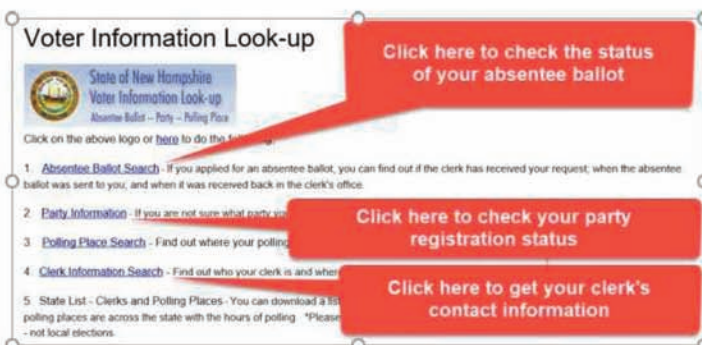 Voter Information Look-up
Click here to check the status
of your absentee ballot
State of New Hampshire
Voter Information Look-up
Absentee Ballot – Party – Polling Place
Click on the above logo or here to do the
1. Absentee Ballot Search - If you applied for an absentee ballot, you can find out if the clerk has received your request; when the absentee
ballot was sent to you; and when it was received back in the clerk's office.
2. Party Information - If you are not sure what party
Click here to check your party
registration status
3 Polling Place Search - Find out where your polling
4. Clerk Information Search - Find out who your clerk is and where
Click here to get your clerk's
contact information
5. State List - Clerks and Polling Places - You can download a
polling places are across the state with the hours of polling. *Please
- not local elections.